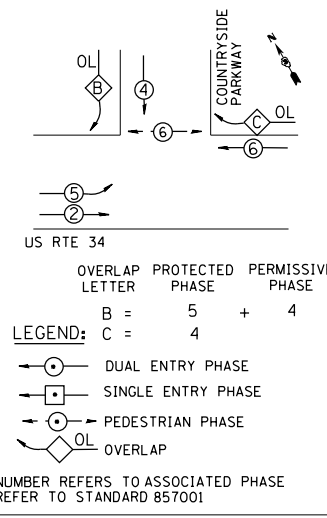 OL
B
4
COUNTRYSIDE
PARKWAY
N
6
OL
C
6
5
2
US RTE 34
OVERLAP PROTECTED PERMISSIVE
LETTER PHASE PHASE
B = 5 + 4
LEGEND: C = 4
DUAL ENTRY PHASE
SINGLE ENTRY PHASE
PEDESTRIAN PHASE
OL OVERLAP
NUMBER REFERS TO ASSOCIATED PHASE
REFER TO STANDARD 857001